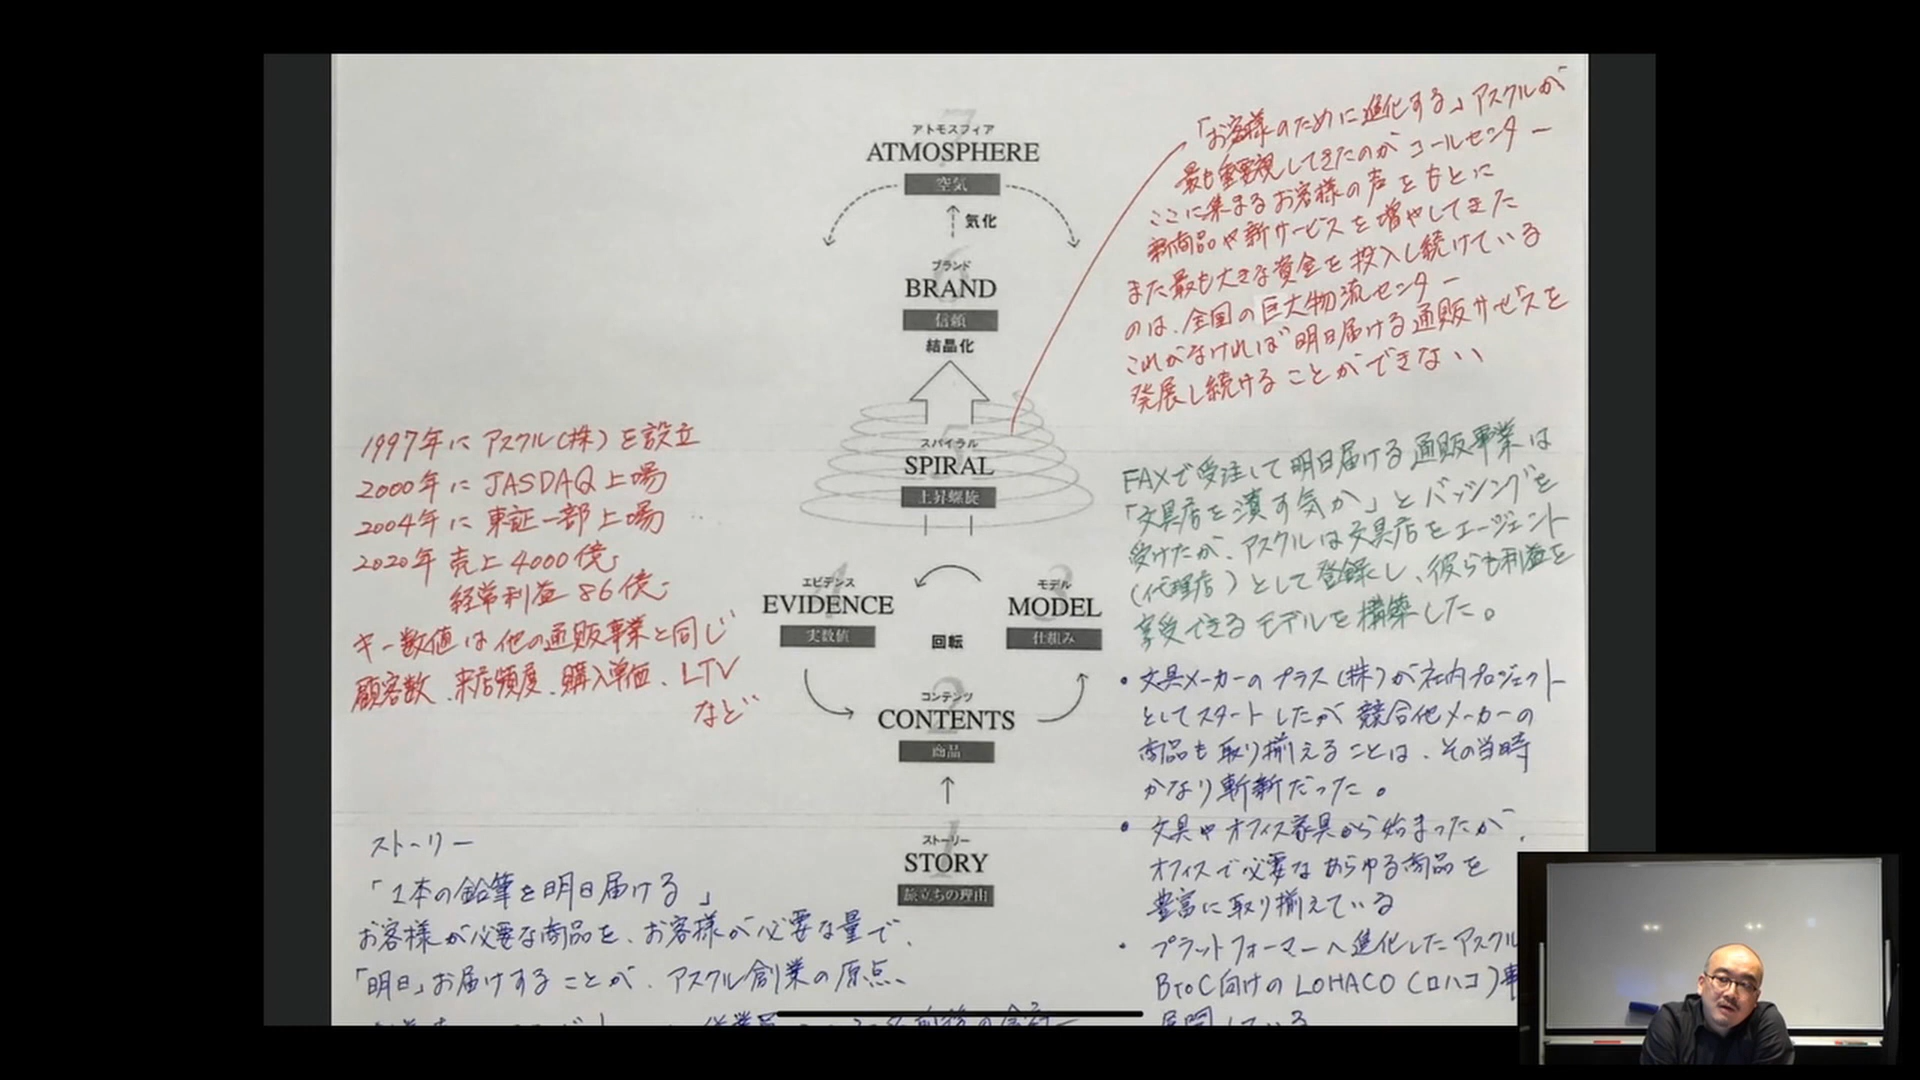 7
アトモスフィア
ATMOSPHERE
空気
気化
6
ブランド
BRAND
信頼
結晶化
5
スパイラル
SPIRAL
上昇螺旋
4
エビデンス
EVIDENCE
実数値
回転
3
モデル
MODEL
仕組み
2
コンテンツ
CONTENTS
商品
1
ストーリー
STORY
旅立ちの理由
「お客様のために進化する」アスクルが
最も重要視してきたのがコールセンター
ここに集まるお客様の声をもとに
新商品や新サービスを増やしてきた
また最も大きな資金を投入し続けている
のは、全国の巨大物流センター
これがなければ明日届ける通販サービスを
発展し続けることができない
1997年にアスクル(株)を設立
2000年にJASDAQ上場
2004年に東証一部上場
2020年売上4000億
経常利益86億
キー数値は他の通販事業と同じ
顧客数、来店頻度、購入単価、LTV
など
FAXで受注して明日届ける通販事業は
「文具店を潰す気か」とバッシングを
受けたが、アスクルは文具店をエージェント
(代理店)として登録し、彼らも利益を
享受できるモデルを構築した。
・文具メーカーのプラス(株)が社内プロジェクト
としてスタートしたが競合他メーカーの
商品も取り揃えることは、その当時
かなり斬新だった。
・文具やオフィス家具から始まったが、
オフィスで必要なあらゆる商品を
豊富に取り揃えている
・プラットフォーマーへ進化したアスクル
BtoC向けのLOHACO(ロハコ)事
展開している
ストーリー
「1本の鉛筆を明日届ける」
お客様が必要な商品を、お客様が必要な量で、
「明日」お届けすることが、アスクル創業の原点、